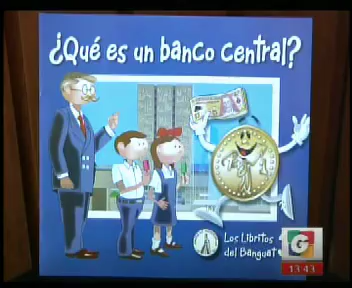 ¿Qué es un banco central?
Los Libritos
del Banguat
G
13:43